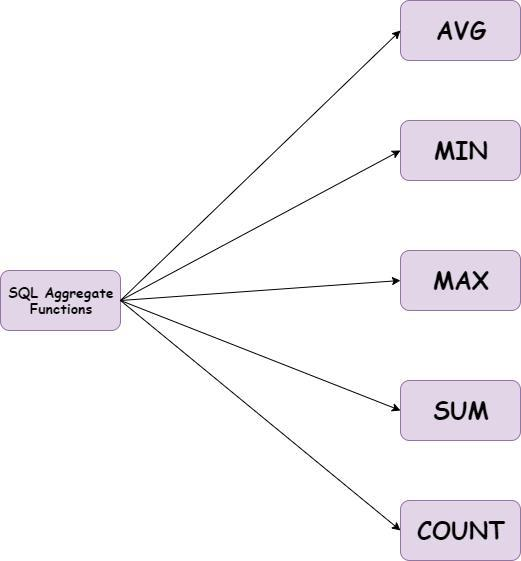 AVG
MIN
MAX
SQL Aggregate
Functions
SUM
COUNT